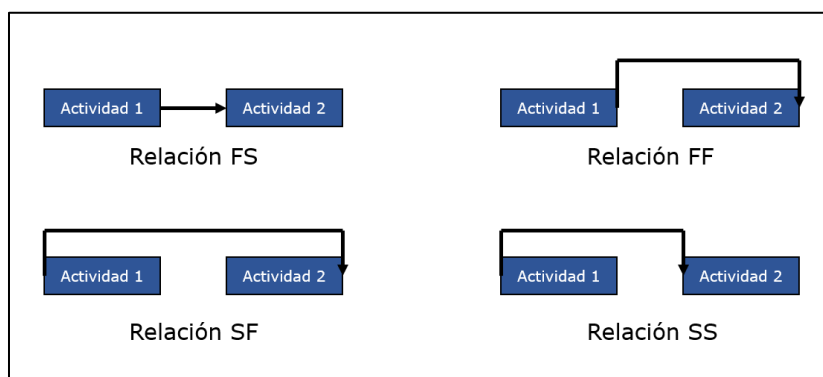 Actividad 1
Actividad 2
Relación FS
Actividad 1
Actividad 2
Relación FF
Actividad 1
Actividad 2
Relación SF
Actividad 1
Actividad 2
Relación SS